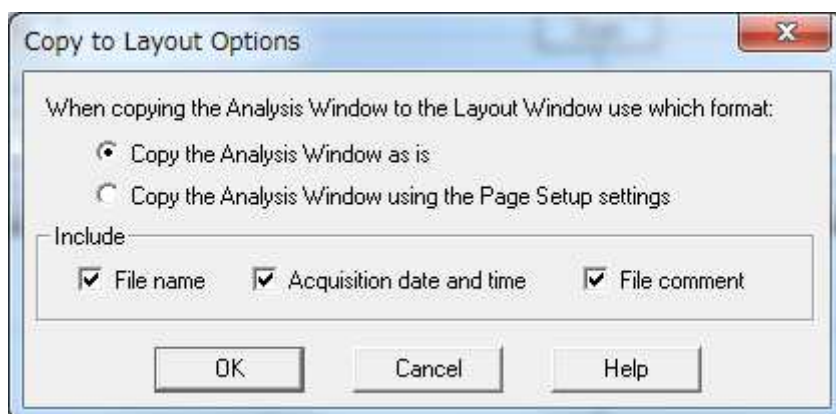 Copy to Layout Options
When copying the Analysis Window to the Layout Window use which format:
Copy the Analysis Window as is
Copy the Analysis Window using the Page Setup settings
Include
File name Acquisition date and time File comment
OK Cancel Help